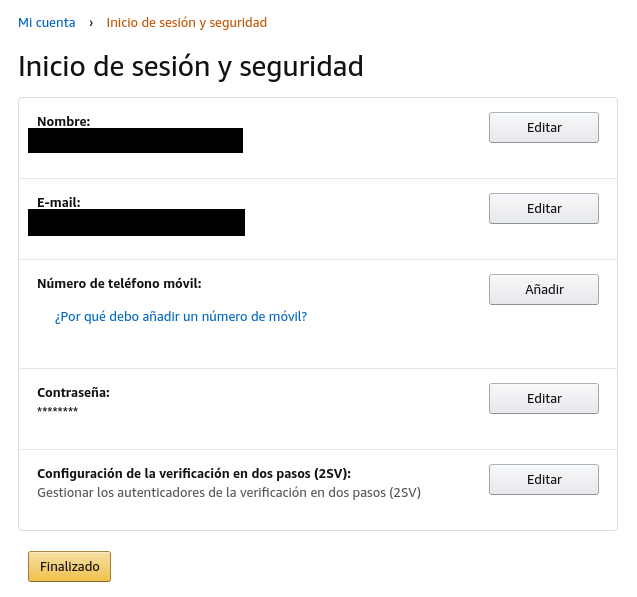 Mi cuenta › Inicio de sesión y seguridad
Inicio de sesión y seguridad
Nombre:
Editar
E-mail:
Editar
Número de teléfono móvil:
Añadir
¿Por qué debo añadir un número de móvil?
Contraseña:
********
Editar
Configuración de la verificación en dos pasos (2SV):
Gestionar los autenticadores de la verificación en dos pasos (2SV)
Editar
Finalizado